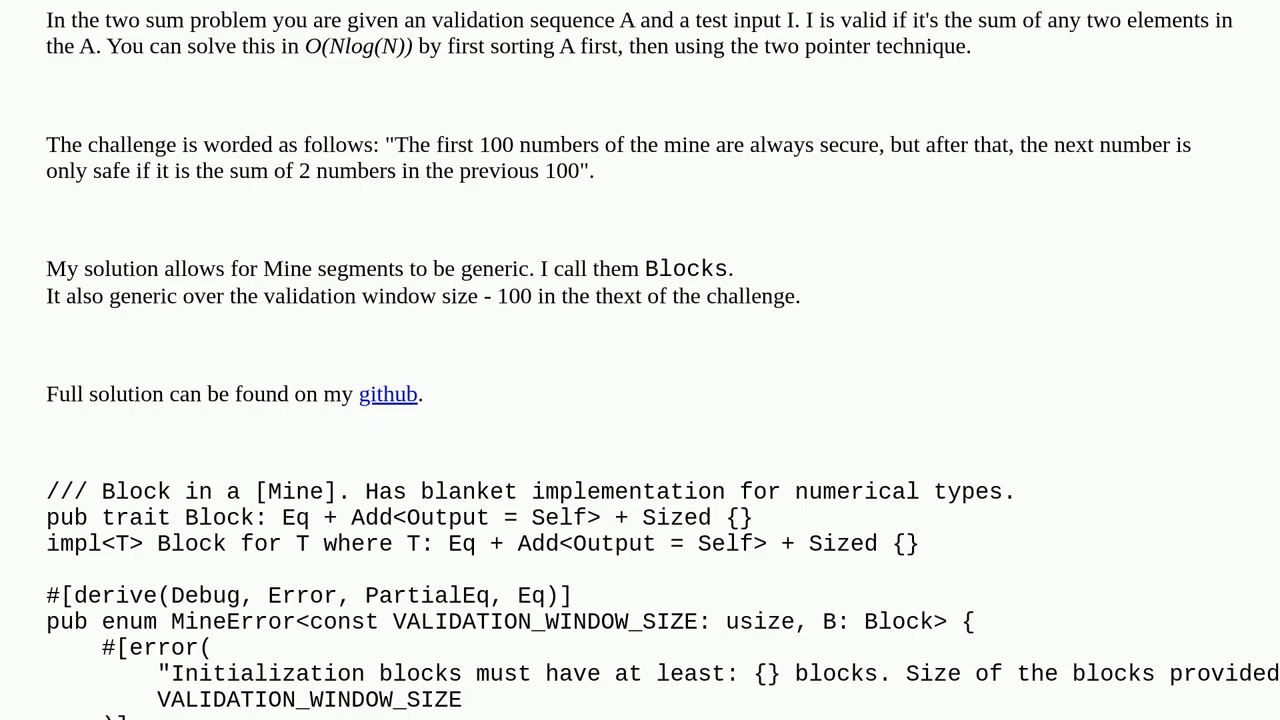 In the two sum problem you are given an validation sequence A and a test input I. I is valid if it's the sum of any two elements in
the A. You can solve this in O(Nlog(N)) by first sorting A first, then using the two pointer technique.
The challenge is worded as follows: "The first 100 numbers of the mine are always secure, but after that, the next number is
only safe if it is the sum of 2 numbers in the previous 100".
My solution allows for Mine segments to be generic. I call them Blocks.
It also generic over the validation window size - 100 in the thext of the challenge.
Full solution can be found on my github.
/// Block in a [Mine]. Has blanket implementation for numerical types.
pub trait Block: Eq + Add<Output = Self> + Sized {}
impl<T> Block for T where T: Eq + Add<Output = Self> + Sized {}
#[derive(Debug, Error, PartialEq, Eq)]
pub enum MineError<const VALIDATION_WINDOW_SIZE: usize, B: Block> {
    #[error(
        "Initialization blocks must have at least: {} blocks. Size of the blocks provided
        VALIDATION_WINDOW_SIZE
    )]